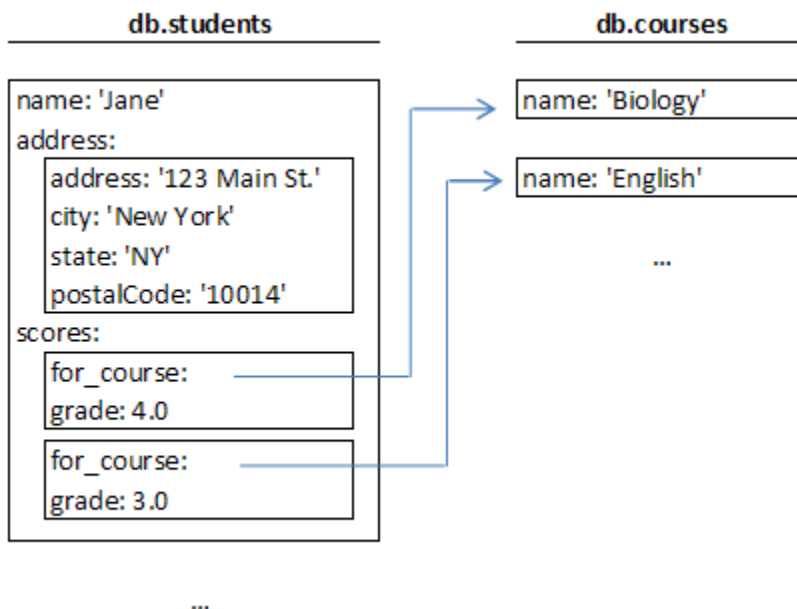 db.students
db.courses
name: 'Jane'
address:
address: '123 Main St.'
city: 'New York'
state: 'NY'
postalCode: '10014'
scores:
for_course:
grade: 4.0
for_course:
grade: 3.0
...
name: 'Biology'
name: 'English'
...